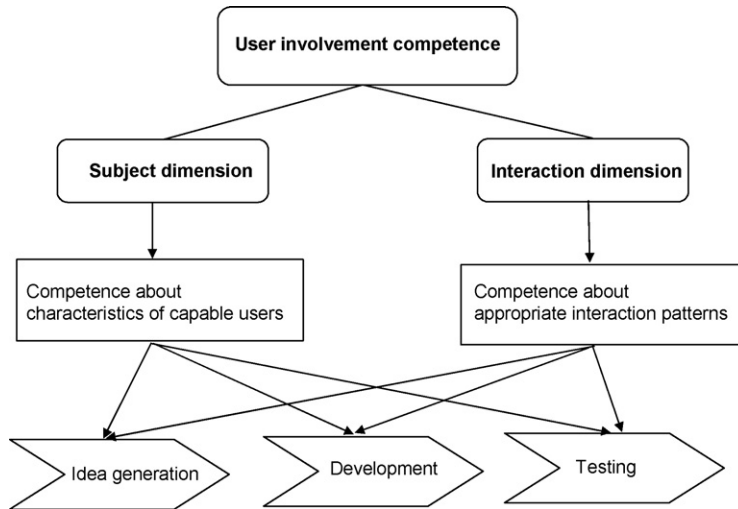 User involvement competence
Subject dimension
Interaction dimension
Competence about
characteristics of capable users
Competence about
appropriate interaction patterns
Idea generation
Development
Testing